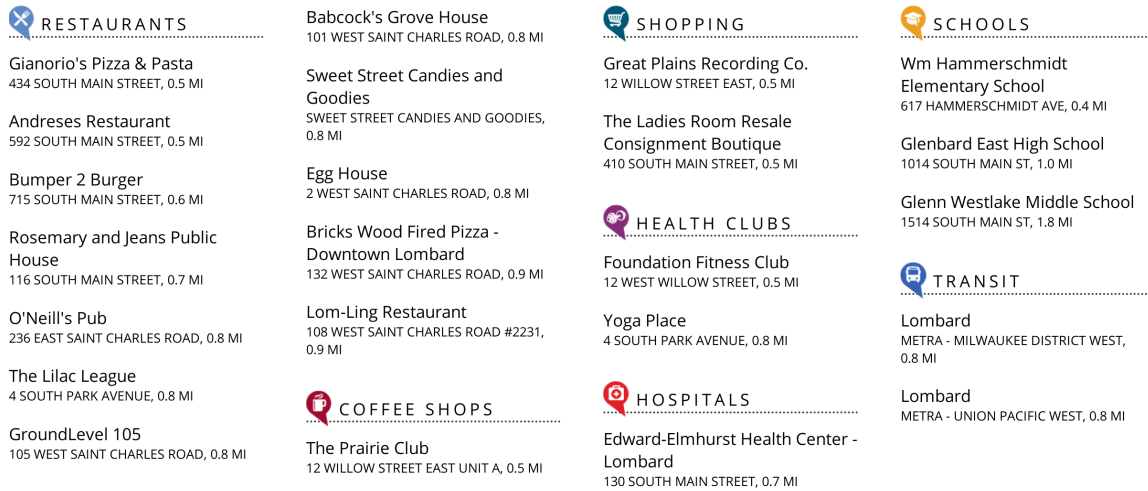 RESTAURANTS
Gianorio's Pizza & Pasta
434 SOUTH MAIN STREET, 0.5 MI
Andreses Restaurant
592 SOUTH MAIN STREET, 0.5 MI
Bumper 2 Burger
715 SOUTH MAIN STREET, 0.6 MI
Rosemary and Jeans Public
House
116 SOUTH MAIN STREET, 0.7 MI
O'Neill's Pub
236 EAST SAINT CHARLES ROAD, 0.8 MI
The Lilac League
4 SOUTH PARK AVENUE, 0.8 MI
GroundLevel 105
105 WEST SAINT CHARLES ROAD, 0.8 MI
Babcock's Grove House
101 WEST SAINT CHARLES ROAD, 0.8 MI
Sweet Street Candies and
Goodies
SWEET STREET CANDIES AND GOODIES,
0.8 MI
Egg House
2 WEST SAINT CHARLES ROAD, 0.8 MI
Bricks Wood Fired Pizza -
Downtown Lombard
132 WEST SAINT CHARLES ROAD, 0.9 MI
Lom-Ling Restaurant
108 WEST SAINT CHARLES ROAD #2231,
0.9 MI
COFFEE SHOPS
The Prairie Club
12 WILLOW STREET EAST UNIT A, 0.5 MI
SHOPPING
Great Plains Recording Co.
12 WILLOW STREET EAST, 0.5 MI
The Ladies Room Resale
Consignment Boutique
410 SOUTH MAIN STREET, 0.5 MI
HEALTH CLUBS
Foundation Fitness Club
12 WEST WILLOW STREET, 0.5 MI
Yoga Place
4 SOUTH PARK AVENUE, 0.8 MI
HOSPITALS
Edward-Elmhurst Health Center -
Lombard
130 SOUTH MAIN STREET, 0.7 MI
SCHOOLS
Wm Hammerschmidt
Elementary School
617 HAMMERSCHMIDT AVE, 0.4 MI
Glenbard East High School
1014 SOUTH MAIN ST, 1.0 MI
Glenn Westlake Middle School
1514 SOUTH MAIN ST, 1.8 MI
TRANSIT
Lombard
METRA - MILWAUKEE DISTRICT WEST,
0.8 MI
Lombard
METRA - UNION PACIFIC WEST, 0.8 MI